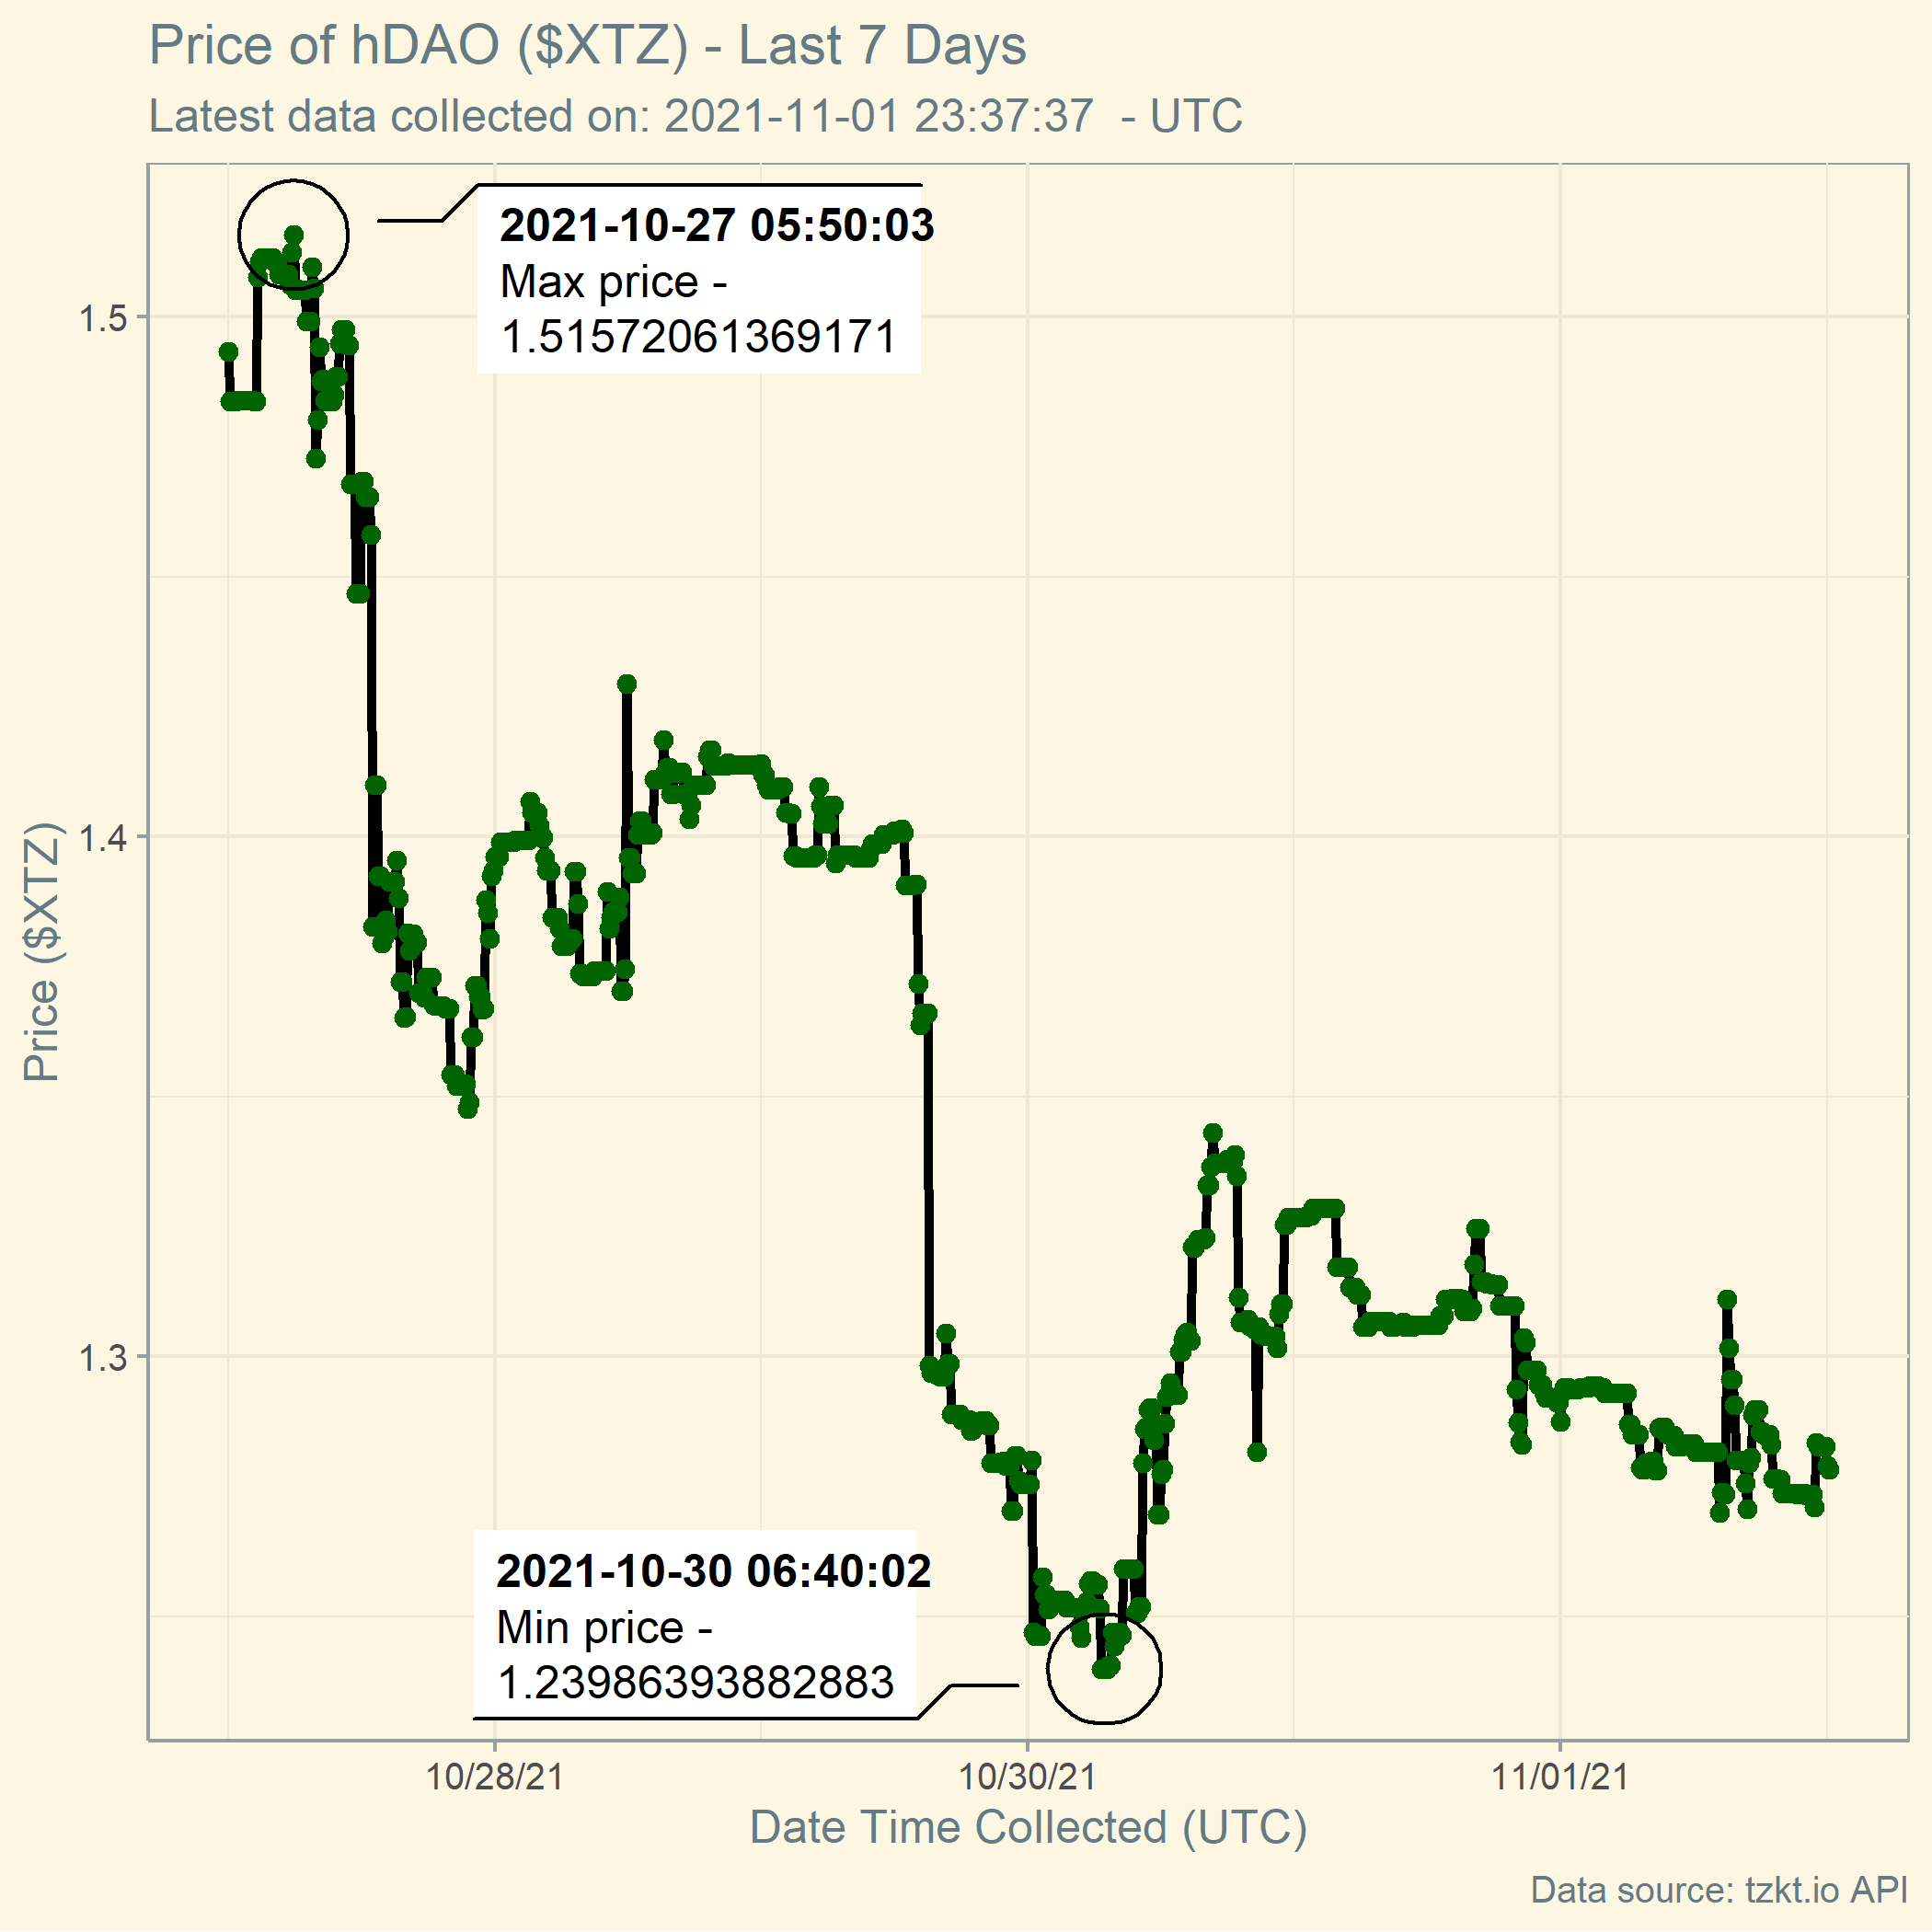 Price of hDAO ($XTZ) - Last 7 Days
Latest data collected on: 2021-11-01 23:37:37  - UTC
2021-10-27 05:50:03
Max price -
1.51572061369171
1.5
1.4
1.3
Price ($XTZ)
2021-10-30 06:40:02
Min price -
1.23986393882883
10/28/21
10/30/21
11/01/21
Date Time Collected (UTC)
Data source: tzkt.io API